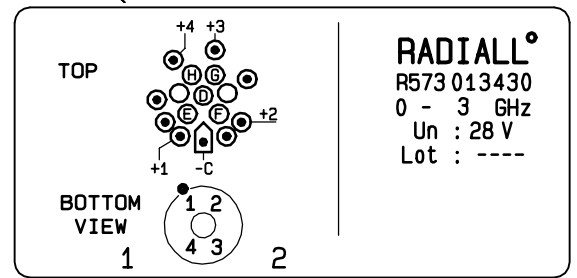 +4 +3
TOP
H G
D
E F
+2
+1 -C
BOTTOM
VIEW
1 2
4 3
1 2
RADIALL°
R573 013430
0 - 3 GHz
Un : 28 V
Lot : ----